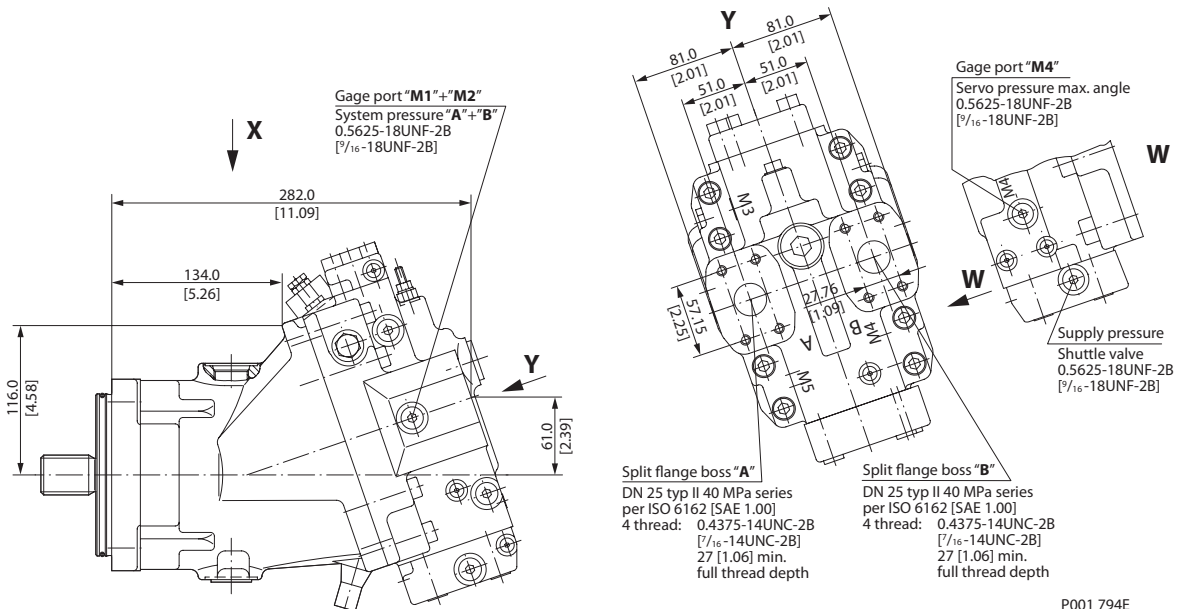 Gage port "M1"+"M2"
System pressure "A"+"B"
0.5625-18UNF-2B
[9/16-18UNF-2B]
X
282.0
[11.09]
134.0
[5.26]
116.0
[4.58]
Y
61.0
[2.39]
Y
81.0
[2.01]
81.0
[2.01]
51.0
[2.01]
51.0
[2.01]
M3
57.15
[2.25]
27.76
[1.09]
A
B
M4
M5
W
Split flange boss "A"
DN 25 typ II 40 MPa series
per ISO 6162 [SAE 1.00]
4 thread: 0.4375-14UNC-2B
[7/16-14UNC-2B]
27 [1.06] min.
full thread depth
Split flange boss "B"
DN 25 typ II 40 MPa series
per ISO 6162 [SAE 1.00]
4 thread: 0.4375-14UNC-2B
[7/16-14UNC-2B]
27 [1.06] min.
full thread depth
Gage port "M4"
Servo pressure max. angle
0.5625-18UNF-2B
[9/16-18UNF-2B]
W
M4
Supply pressure
Shuttle valve
0.5625-18UNF-2B
[9/16-18UNF-2B]
P001 794E